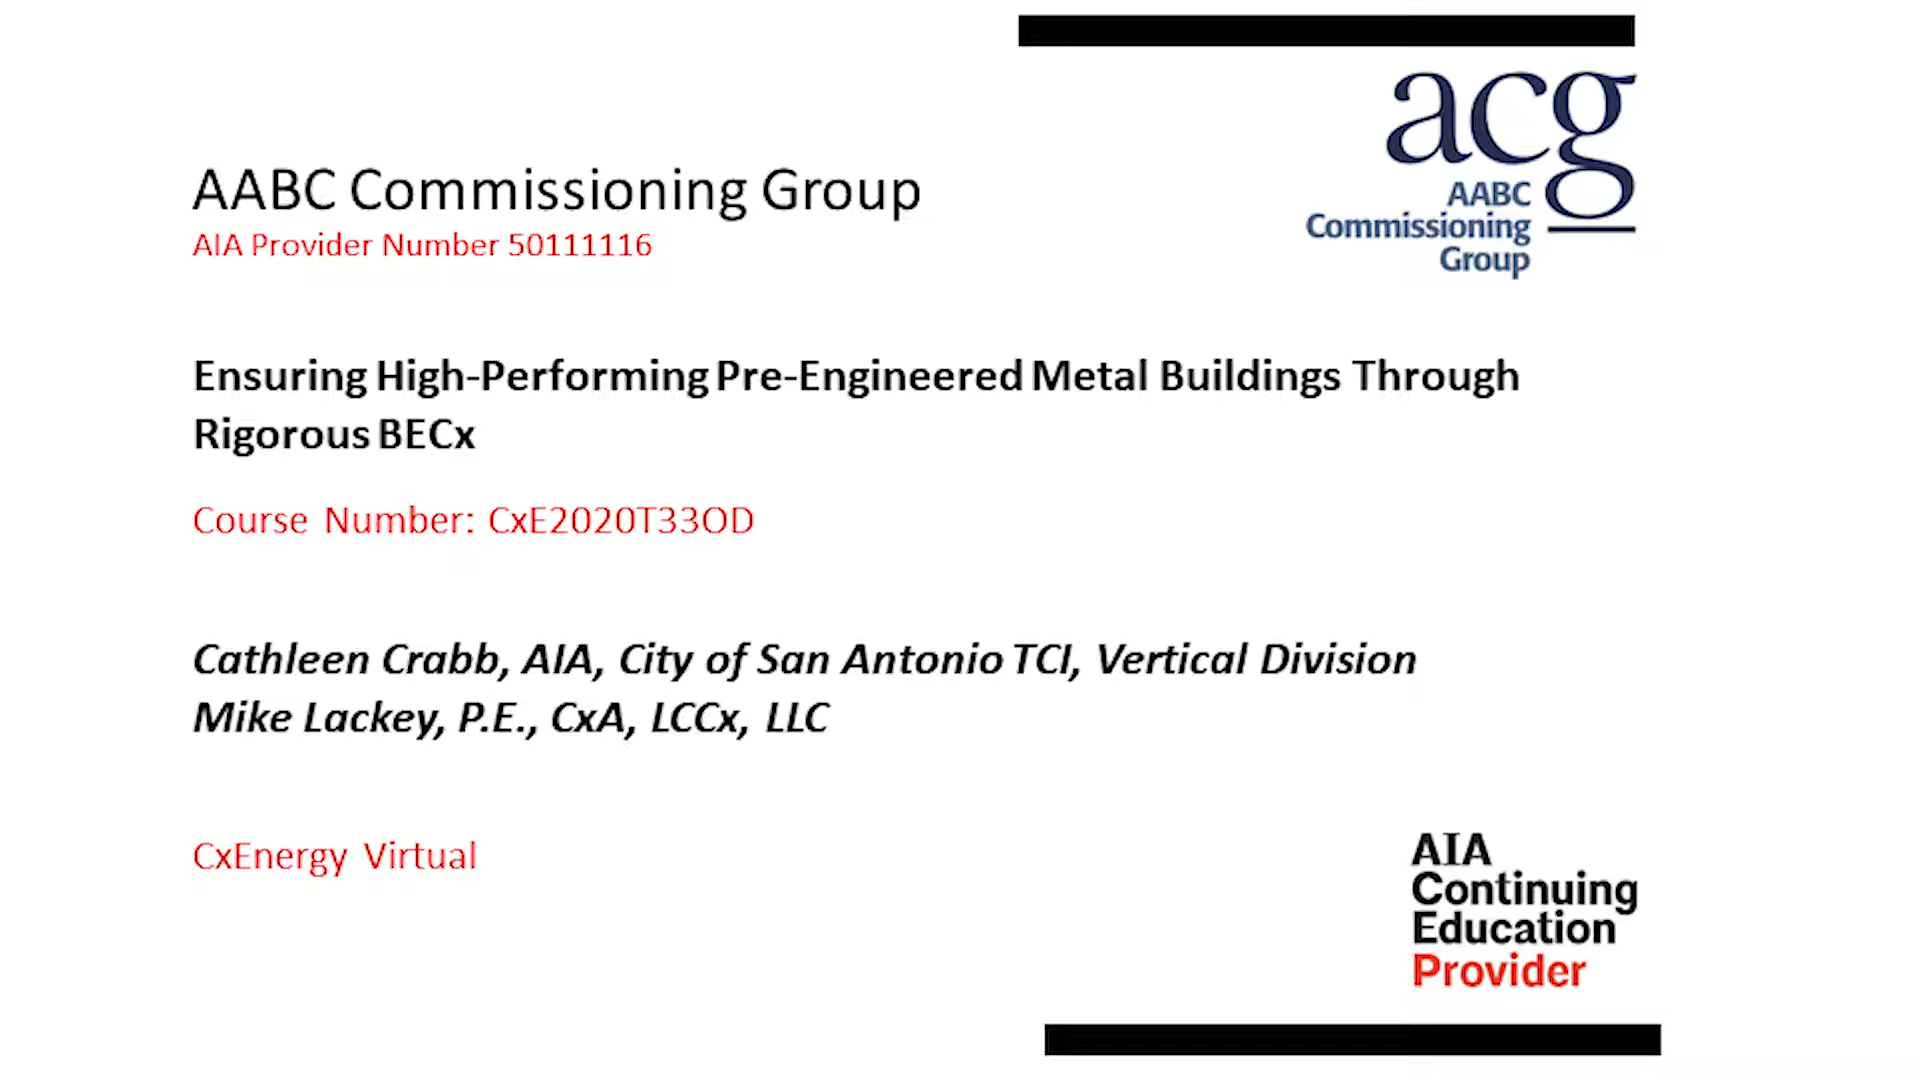 acg
AABC
Commissioning
Group
AABC Commissioning Group
AIA Provider Number 50111116
Ensuring High-Performing Pre-Engineered Metal Buildings Through
Rigorous BECx
Course Number: CxE2020T33OD
Cathleen Crabb, AIA, City of San Antonio TCI, Vertical Division
Mike Lackey, P.E., CxA, LCCx, LLC
CxEnergy Virtual
AIA
Continuing
Education
Provider